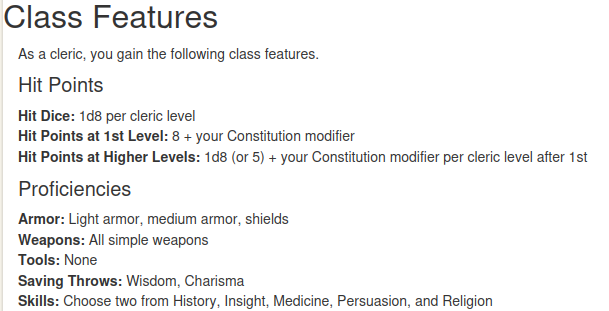 Class Features
As a cleric, you gain the following class features.
Hit Points
Hit Dice: 1d8 per cleric level
Hit Points at 1st Level: 8 + your Constitution modifier
Hit Points at Higher Levels: 1d8 (or 5) + your Constitution modifier per cleric level after 1st
Proficiencies
Armor: Light armor, medium armor, shields
Weapons: All simple weapons
Tools: None
Saving Throws: Wisdom, Charisma
Skills: Choose two from History, Insight, Medicine, Persuasion, and Religion